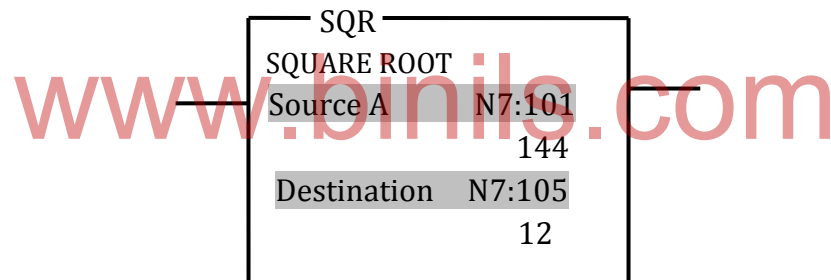 SQR
SQUARE ROOT
www.binils.com
Source A N7:101
144
Destination N7:105
12